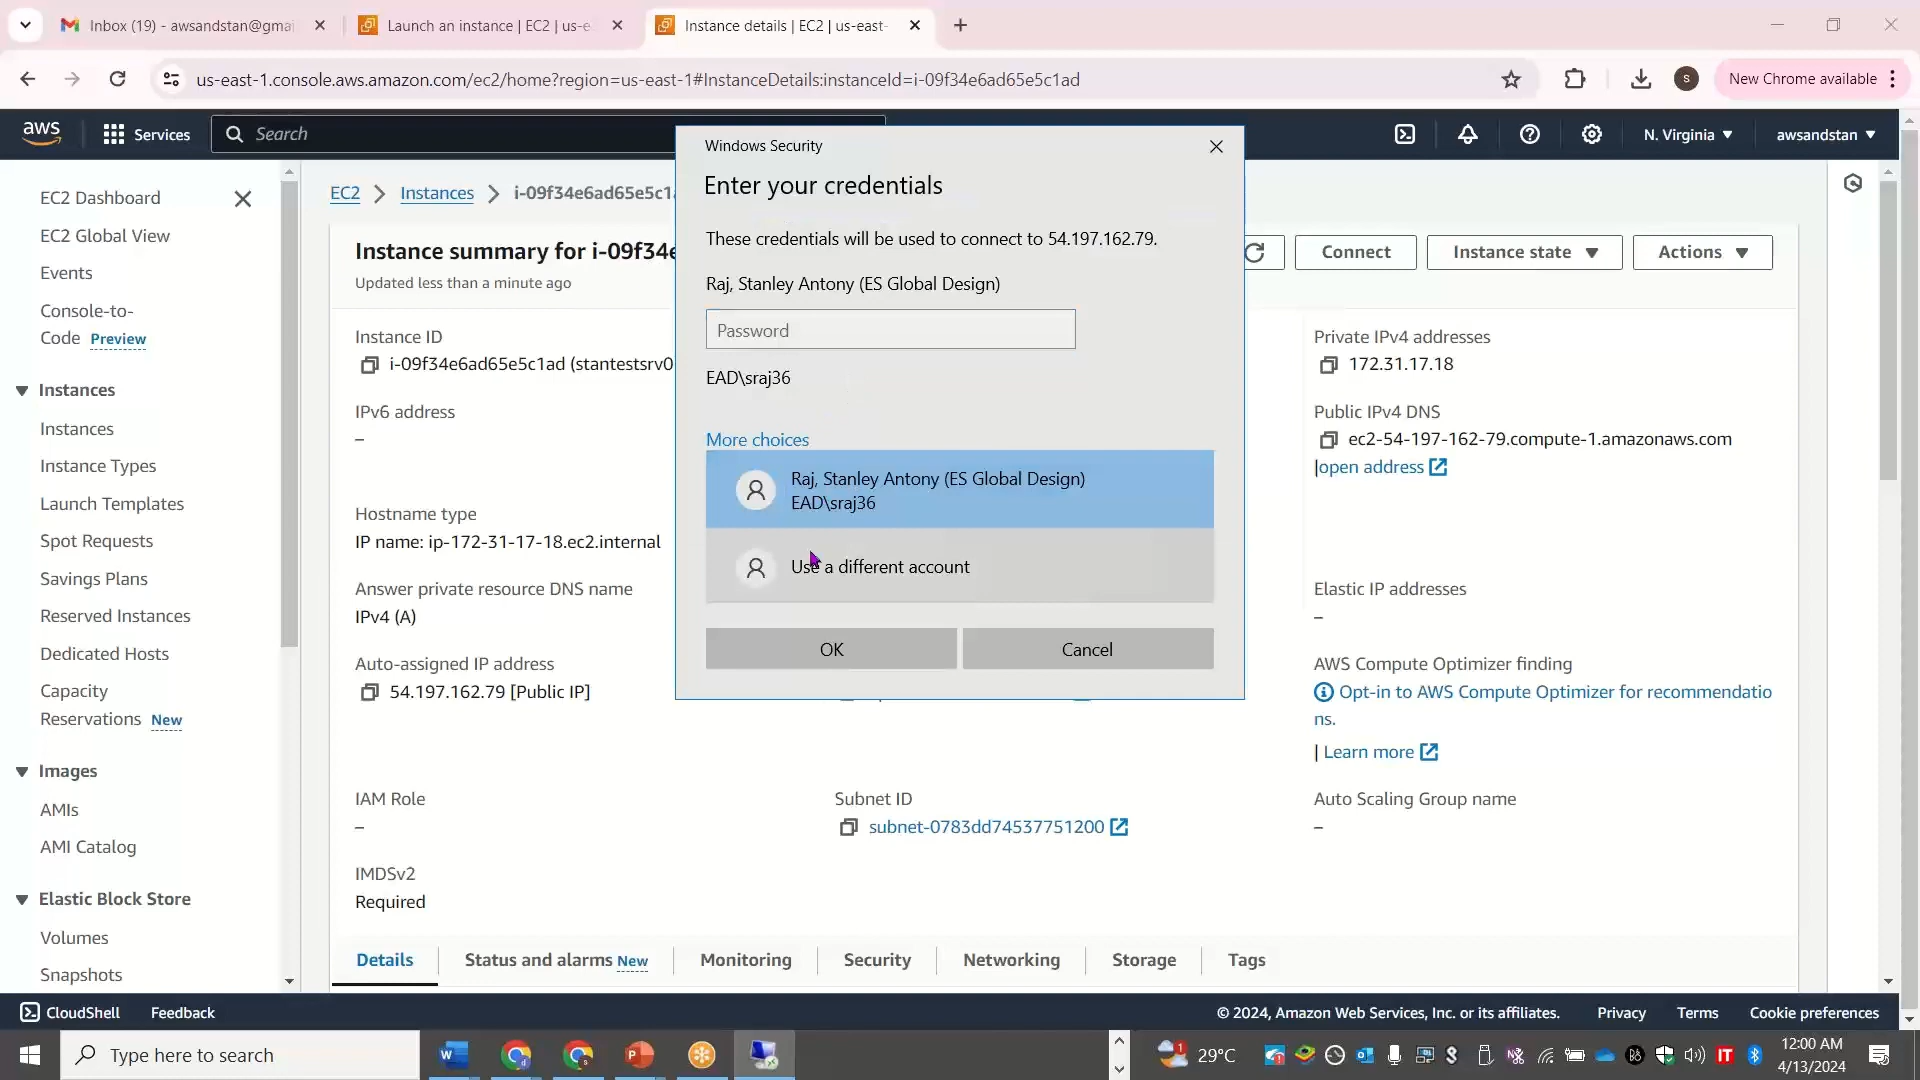 Inbox (19) - awsandstan@gmai
Launch an instance | EC2 | us-e
Instance details | EC2 | us-east-
us-east-1.console.aws.amazon.com/ec2/home?region=us-east-1#InstanceDetails:instanceId=i-09f34e6ad65e5c1ad
S
New Chrome available
aws
Services
Search
N. Virginia
awsandstan
EC2 Dashboard
EC2 Global View
Events
Console-to-
Code Preview
Instances
Instances
Instance Types
Launch Templates
Spot Requests
Savings Plans
Reserved Instances
Dedicated Hosts
Capacity
Reservations New
Images
AMIs
AMI Catalog
Elastic Block Store
Volumes
Snapshots
EC2 > Instances > i-09f34e6ad65e5c1a
Instance summary for i-09f34e
Updated less than a minute ago
Connect
Instance state
Actions
Instance ID
i-09f34e6ad65e5c1ad (stantestsrv0
IPv6 address
–
Hostname type
IP name: ip-172-31-17-18.ec2.internal
Answer private resource DNS name
IPv4 (A)
Auto-assigned IP address
54.197.162.79 [Public IP]
IAM Role
–
IMDSv2
Required
Subnet ID
subnet-0783dd74537751200
Private IPv4 addresses
172.31.17.18
Public IPv4 DNS
ec2-54-197-162-79.compute-1.amazonaws.com
|open address
Elastic IP addresses
–
AWS Compute Optimizer finding
Opt-in to AWS Compute Optimizer for recommendatio
ns.
| Learn more
Auto Scaling Group name
–
Windows Security
Enter your credentials
These credentials will be used to connect to 54.197.162.79.
Raj, Stanley Antony (ES Global Design)
Password
EAD\sraj36
More choices
Raj, Stanley Antony (ES Global Design)
EAD\sraj36
Use a different account
OK
Cancel
Details
Status and alarms New
Monitoring
Security
Networking
Storage
Tags
CloudShell
Feedback
© 2024, Amazon Web Services, Inc. or its affiliates.
Privacy
Terms
Cookie preferences
Type here to search
29°C
12:00 AM
4/13/2024